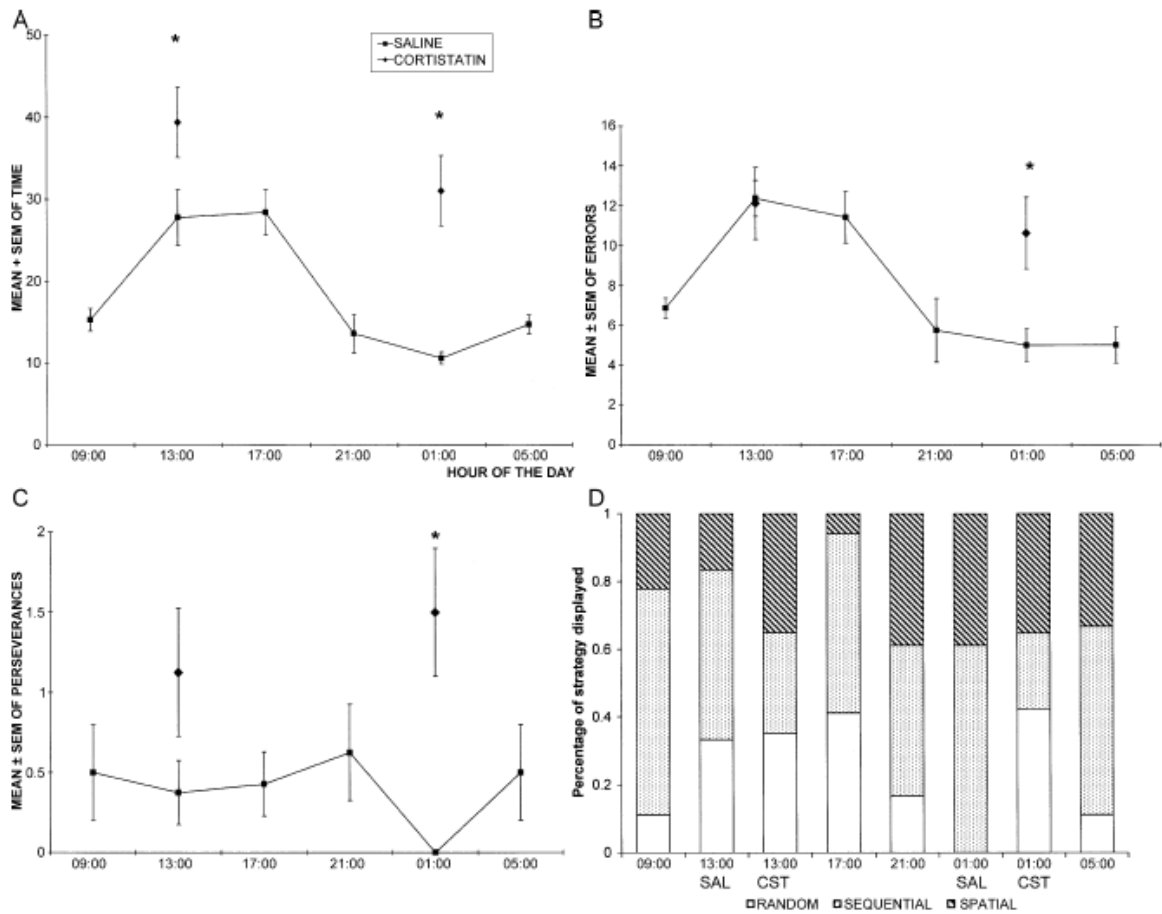 A
MEAN + SEM OF TIME
50
40
30
20
10
0
*
*
SALINE
CORTISTATIN
09:00 13:00 17:00 21:00 01:00 05:00
HOUR OF THE DAY
B
MEAN ± SEM OF ERRORS
16
14
12
10
8
6
4
2
0
*
09:00 13:00 17:00 21:00 01:00 05:00
C
MEAN ± SEM OF PERSEVERANCES
2
1.5
1
0.5
0
*
09:00 13:00 17:00 21:00 01:00 05:00
D
Percentage of strategy displayed
1
0.8
0.6
0.4
0.2
0
09:00 13:00 13:00 17:00 21:00 01:00 01:00 05:00
SAL CST SAL CST
RANDOM SEQUENTIAL SPATIAL